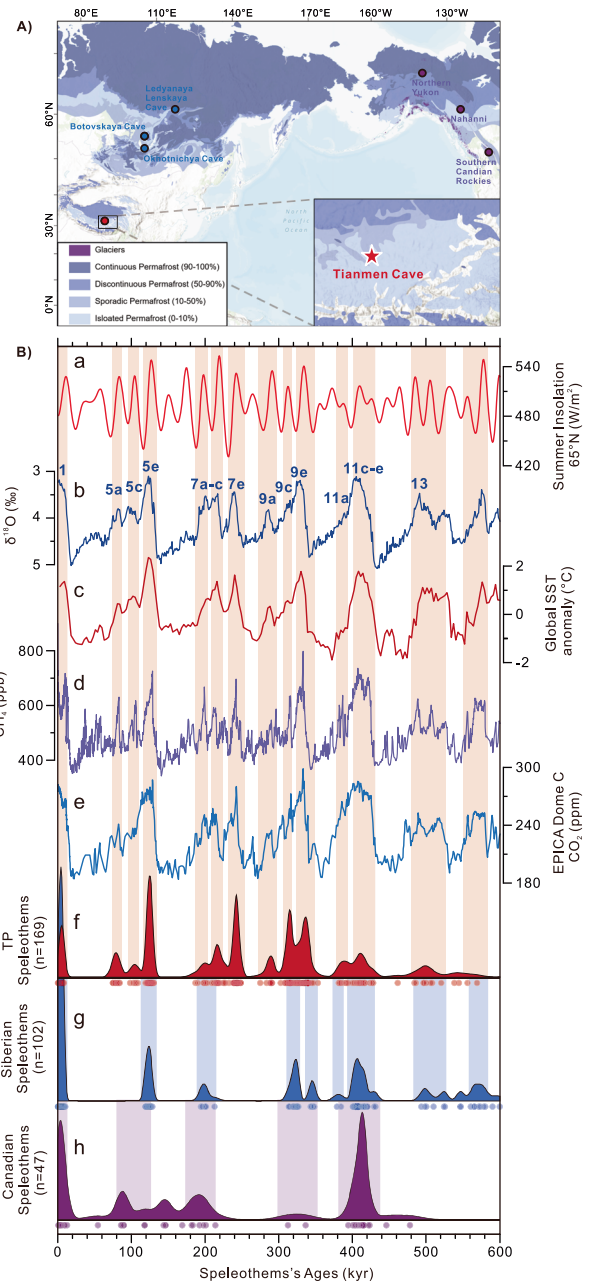 80°E 110°E 140°E 170°E 160°W 130°W
A)
60°N
30°N
0°N
Northern
Yukon
Ledyanaya
Lenskaya
Cave
Nahanni
Botovskaya Cave
Okhotnichya Cave
Southern
Candian
Rockies
North
Pacific
Ocean
Tianmen Cave
Glaciers
Continuous Permafrost (90-100%)
Discontinuous Permafrost (50-90%)
Sporadic Permafrost (10-50%)
Isloated Permafrost (0-10%)
B)
a
540
480
420
Summer Insolation
65°N (W/m²)
1 5a 5c 5e 7a-c 7e 9a 9c 9e 11a 11c-e 13
b
3
4
5
δ¹⁸O (‰)
c
2
0
-2
Global SST
anomaly (°C)
d
800
600
400
CH₄ (ppb)
e
300
240
180
EPICA Dome C
CO₂ (ppm)
f
TP
Speleothems
(n=169)
g
Siberian
Speleothems
(n=102)
h
Canadian
Speleothems
(n=47)
0 100 200 300 400 500 600
Speleothems's Ages (kyr)